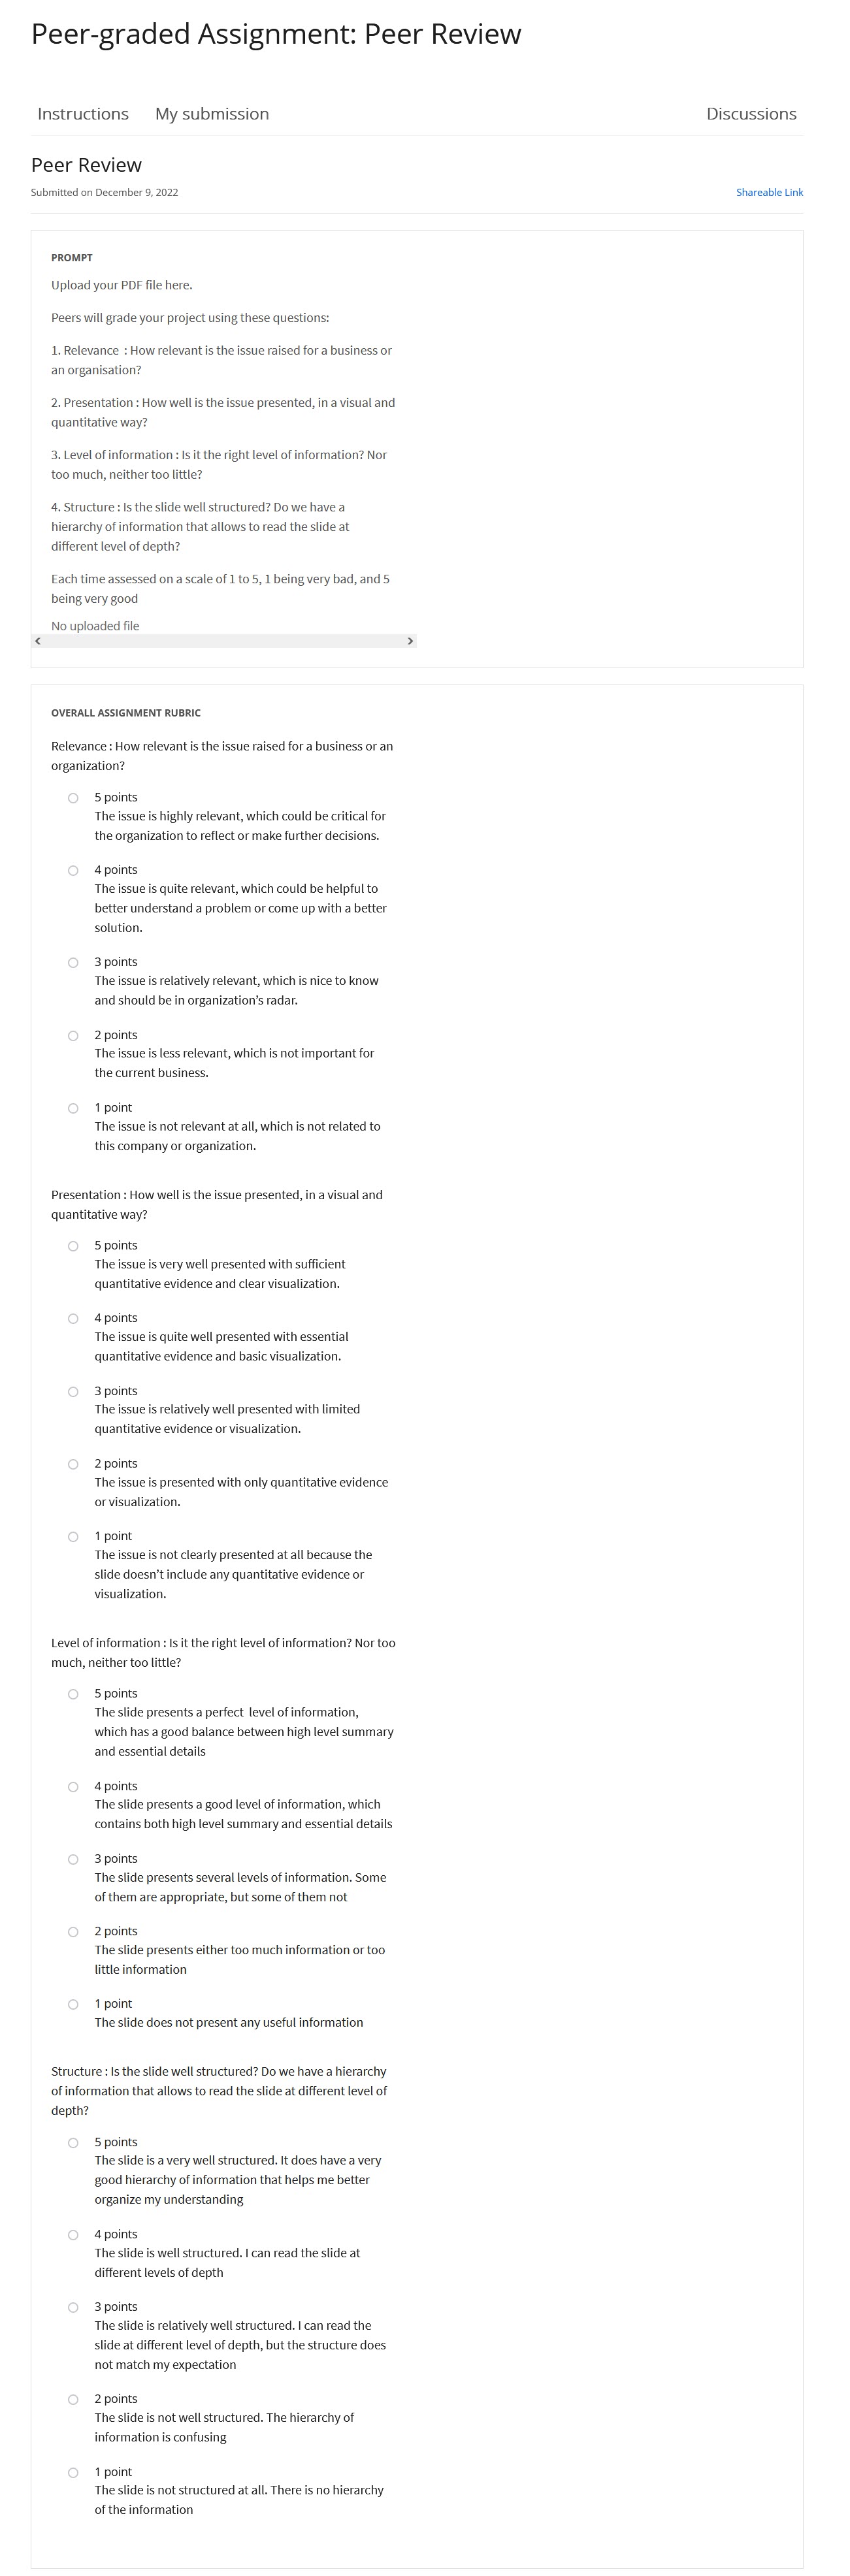 Peer-graded Assignment: Peer Review
Instructions My submission Discussions
Peer Review
Submitted on December 9, 2022 Shareable Link
PROMPT
Upload your PDF file here.
Peers will grade your project using these questions:
1. Relevance : How relevant is the issue raised for a business or
an organisation?
2. Presentation : How well is the issue presented, in a visual and
quantitative way?
3. Level of information : Is it the right level of information? Nor
too much, neither too little?
4. Structure : Is the slide well structured? Do we have a
hierarchy of information that allows to read the slide at
different level of depth?
Each time assessed on a scale of 1 to 5, 1 being very bad, and 5
being very good
No uploaded file
OVERALL ASSIGNMENT RUBRIC
Relevance : How relevant is the issue raised for a business or an
organization?
5 points
The issue is highly relevant, which could be critical for
the organization to reflect or make further decisions.
4 points
The issue is quite relevant, which could be helpful to
better understand a problem or come up with a better
solution.
3 points
The issue is relatively relevant, which is nice to know
and should be in organization’s radar.
2 points
The issue is less relevant, which is not important for
the current business.
1 point
The issue is not relevant at all, which is not related to
this company or organization.
Presentation : How well is the issue presented, in a visual and
quantitative way?
5 points
The issue is very well presented with sufficient
quantitative evidence and clear visualization.
4 points
The issue is quite well presented with essential
quantitative evidence and basic visualization.
3 points
The issue is relatively well presented with limited
quantitative evidence or visualization.
2 points
The issue is presented with only quantitative evidence
or visualization.
1 point
The issue is not clearly presented at all because the
slide doesn’t include any quantitative evidence or
visualization.
Level of information : Is it the right level of information? Nor too
much, neither too little?
5 points
The slide presents a perfect level of information,
which has a good balance between high level summary
and essential details
4 points
The slide presents a good level of information, which
contains both high level summary and essential details
3 points
The slide presents several levels of information. Some
of them are appropriate, but some of them not
2 points
The slide presents either too much information or too
little information
1 point
The slide does not present any useful information
Structure : Is the slide well structured? Do we have a hierarchy
of information that allows to read the slide at different level of
depth?
5 points
The slide is a very well structured. It does have a very
good hierarchy of information that helps me better
organize my understanding
4 points
The slide is well structured. I can read the slide at
different levels of depth
3 points
The slide is relatively well structured. I can read the
slide at different level of depth, but the structure does
not match my expectation
2 points
The slide is not well structured. The hierarchy of
information is confusing
1 point
The slide is not structured at all. There is no hierarchy
of the information